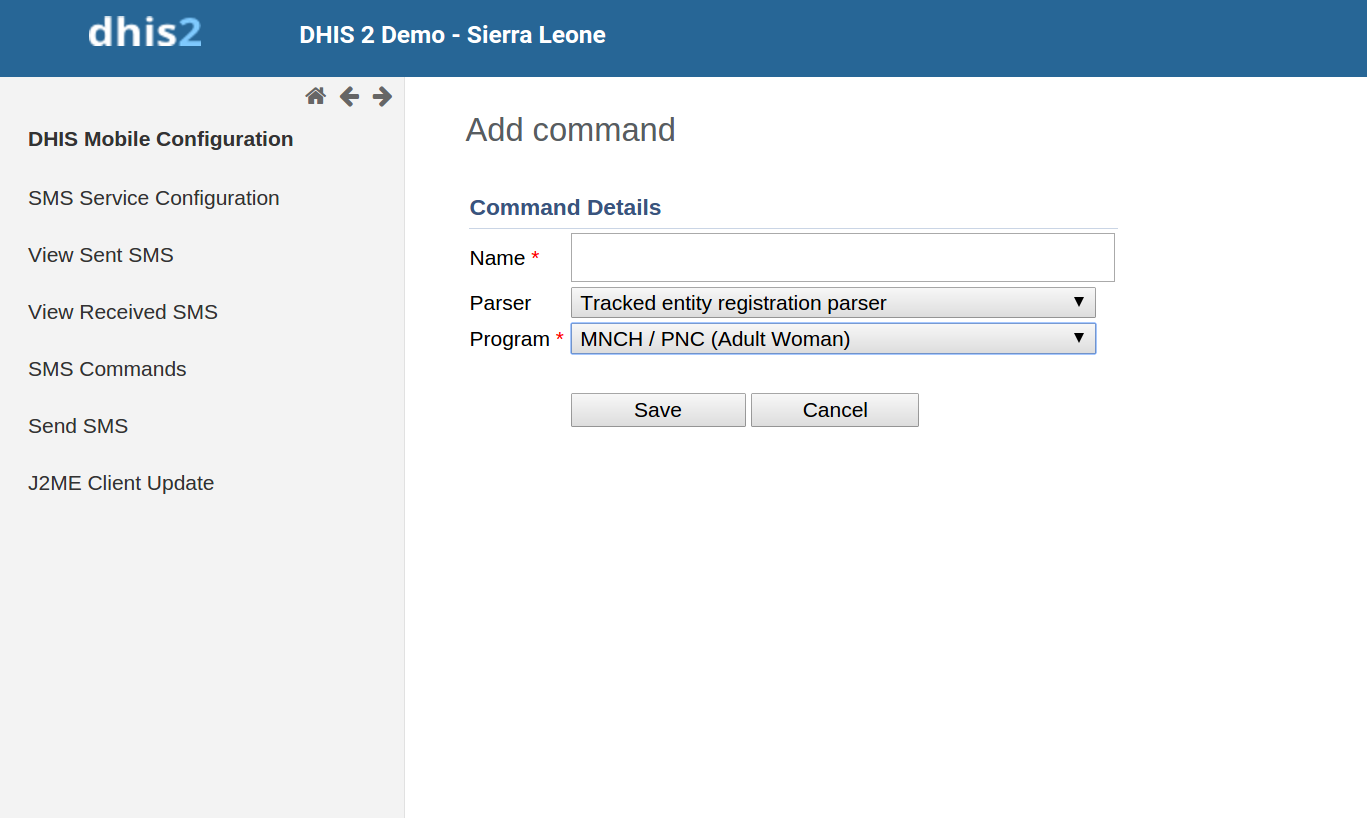 dhis2
DHIS 2 Demo - Sierra Leone
DHIS Mobile Configuration
SMS Service Configuration
View Sent SMS
View Received SMS
SMS Commands
Send SMS
J2ME Client Update
Add command
Command Details
Name *
Parser Tracked entity registration parser
Program * MNCH / PNC (Adult Woman)
Save Cancel